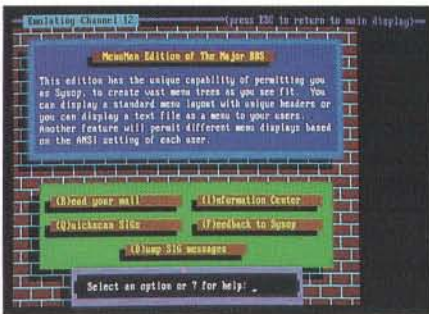 Emulating Channel 12 (press ESC to return to main display)
MenuMan Edition of The Major BBS
This edition has the unique capability of permitting you
as Sysop, to create vast menu trees as you see fit. You
can display a standard menu layout with unique headers or
you can display a text file as a menu to your users.
Another feature will permit different menu displays based
on the ANSI setting of each user.
(R)ead your mail (I)nformation Center
(Q)uickscan SIGs (F)eedback to Sysop
(D)ump SIG messages
Select an option or ? for help: _